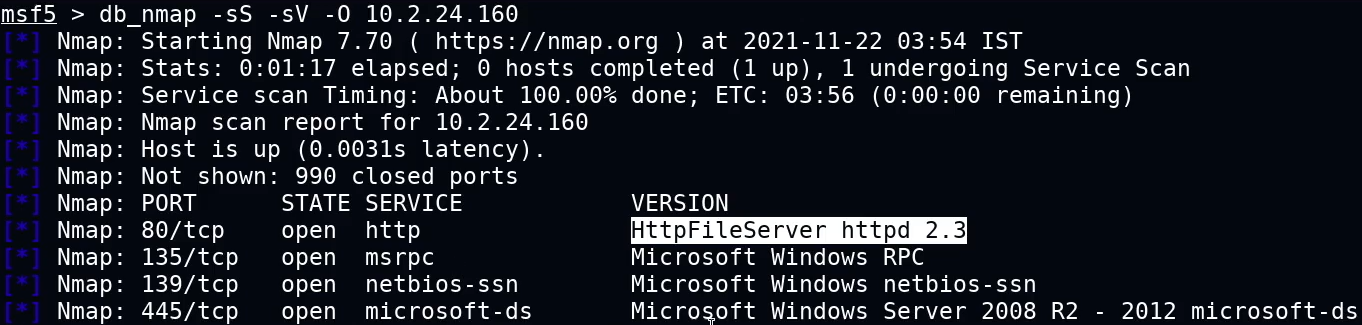 msf5 > db_nmap -sS -sV -O 10.2.24.160
[*] Nmap: Starting Nmap 7.70 ( https://nmap.org ) at 2021-11-22 03:54 IST
[*] Nmap: Stats: 0:01:17 elapsed; 0 hosts completed (1 up), 1 undergoing Service Scan
[*] Nmap: Service scan Timing: About 100.00% done; ETC: 03:56 (0:00:00 remaining)
[*] Nmap: Nmap scan report for 10.2.24.160
[*] Nmap: Host is up (0.0031s latency).
[*] Nmap: Not shown: 990 closed ports
[*] Nmap: PORT      STATE SERVICE            VERSION
[*] Nmap: 80/tcp    open  http               HttpFileServer httpd 2.3
[*] Nmap: 135/tcp   open  msrpc              Microsoft Windows RPC
[*] Nmap: 139/tcp   open  netbios-ssn        Microsoft Windows netbios-ssn
[*] Nmap: 445/tcp   open  microsoft-ds       Microsoft Windows Server 2008 R2 - 2012 microsoft-ds